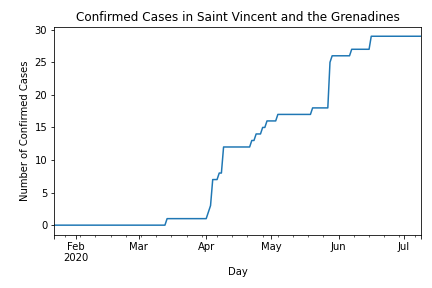 Confirmed Cases in Saint Vincent and the Grenadines
Number of Confirmed Cases
30
25
20
15
10
5
0
Feb Mar Apr May Jun Jul
2020
Day